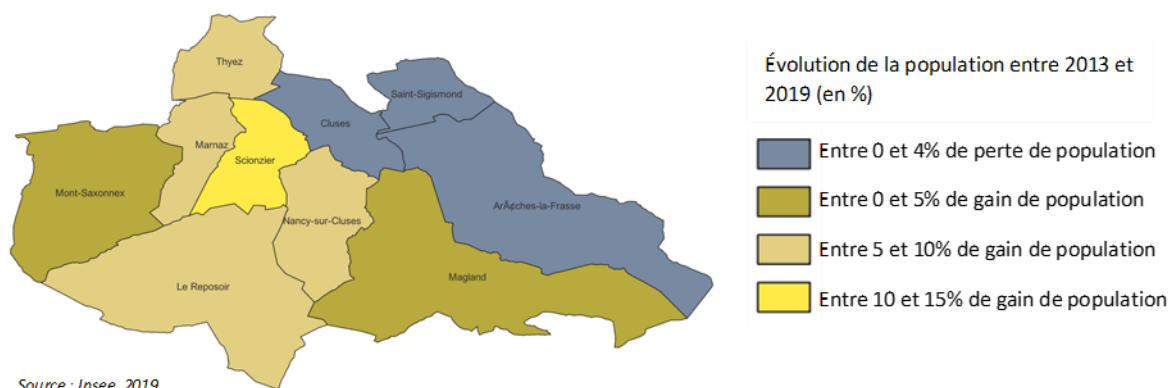 Thyez
Saint-Sigismond
Cluses
Marnaz
Scionzier
Mont-Saxonnex
ArÃ¢ches-la-Frasse
Nancy-sur-Cluses
Magland
Le Reposoir
Source : Insee, 2019
Évolution de la population entre 2013 et
2019 (en %)
Entre 0 et 4% de perte de population
Entre 0 et 5% de gain de population
Entre 5 et 10% de gain de population
Entre 10 et 15% de gain de population